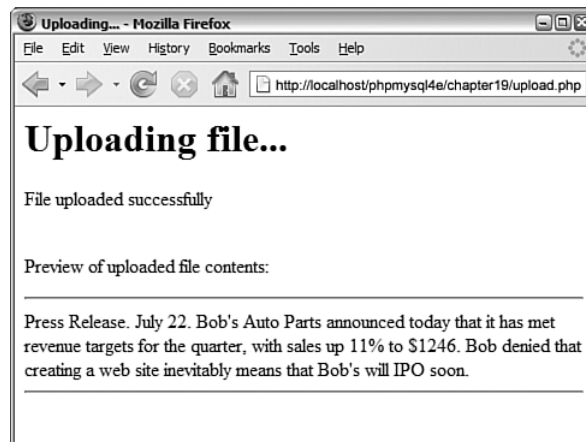 Uploading... - Mozilla Firefox
File Edit View History Bookmarks Tools Help
http://localhost/phpmysql4e/chapter19/upload.php
Uploading file...
File uploaded successfully
Preview of uploaded file contents:
Press Release. July 22. Bob's Auto Parts announced today that it has met
revenue targets for the quarter, with sales up 11% to $1246. Bob denied that
creating a web site inevitably means that Bob's will IPO soon.